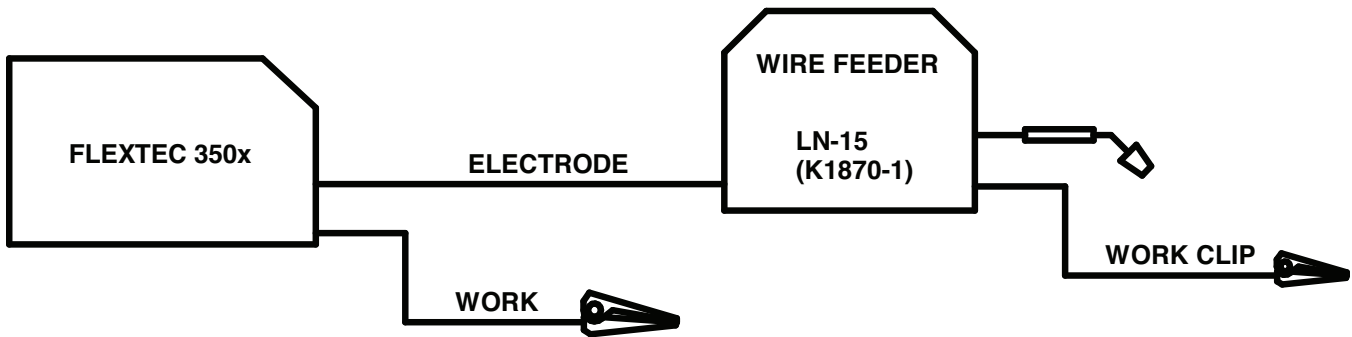 WIRE FEEDER
FLEXTEC 350x
LN-15
(K1870-1)
ELECTRODE
WORK CLIP
WORK